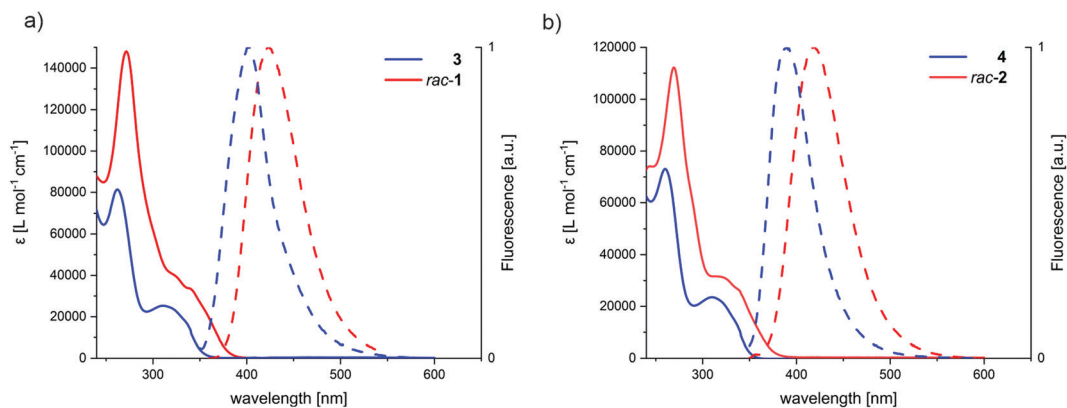 a)
3
rac-1
ε [L mol⁻¹ cm⁻¹]
140000
120000
100000
80000
60000
40000
20000
0
300
400
500
600
wavelength [nm]
1
0
Fluorescence [a.u.]
b)
4
rac-2
ε [L mol⁻¹ cm⁻¹]
120000
100000
80000
60000
40000
20000
0
300
400
500
600
wavelength [nm]
1
0
Fluorescence [a.u.]